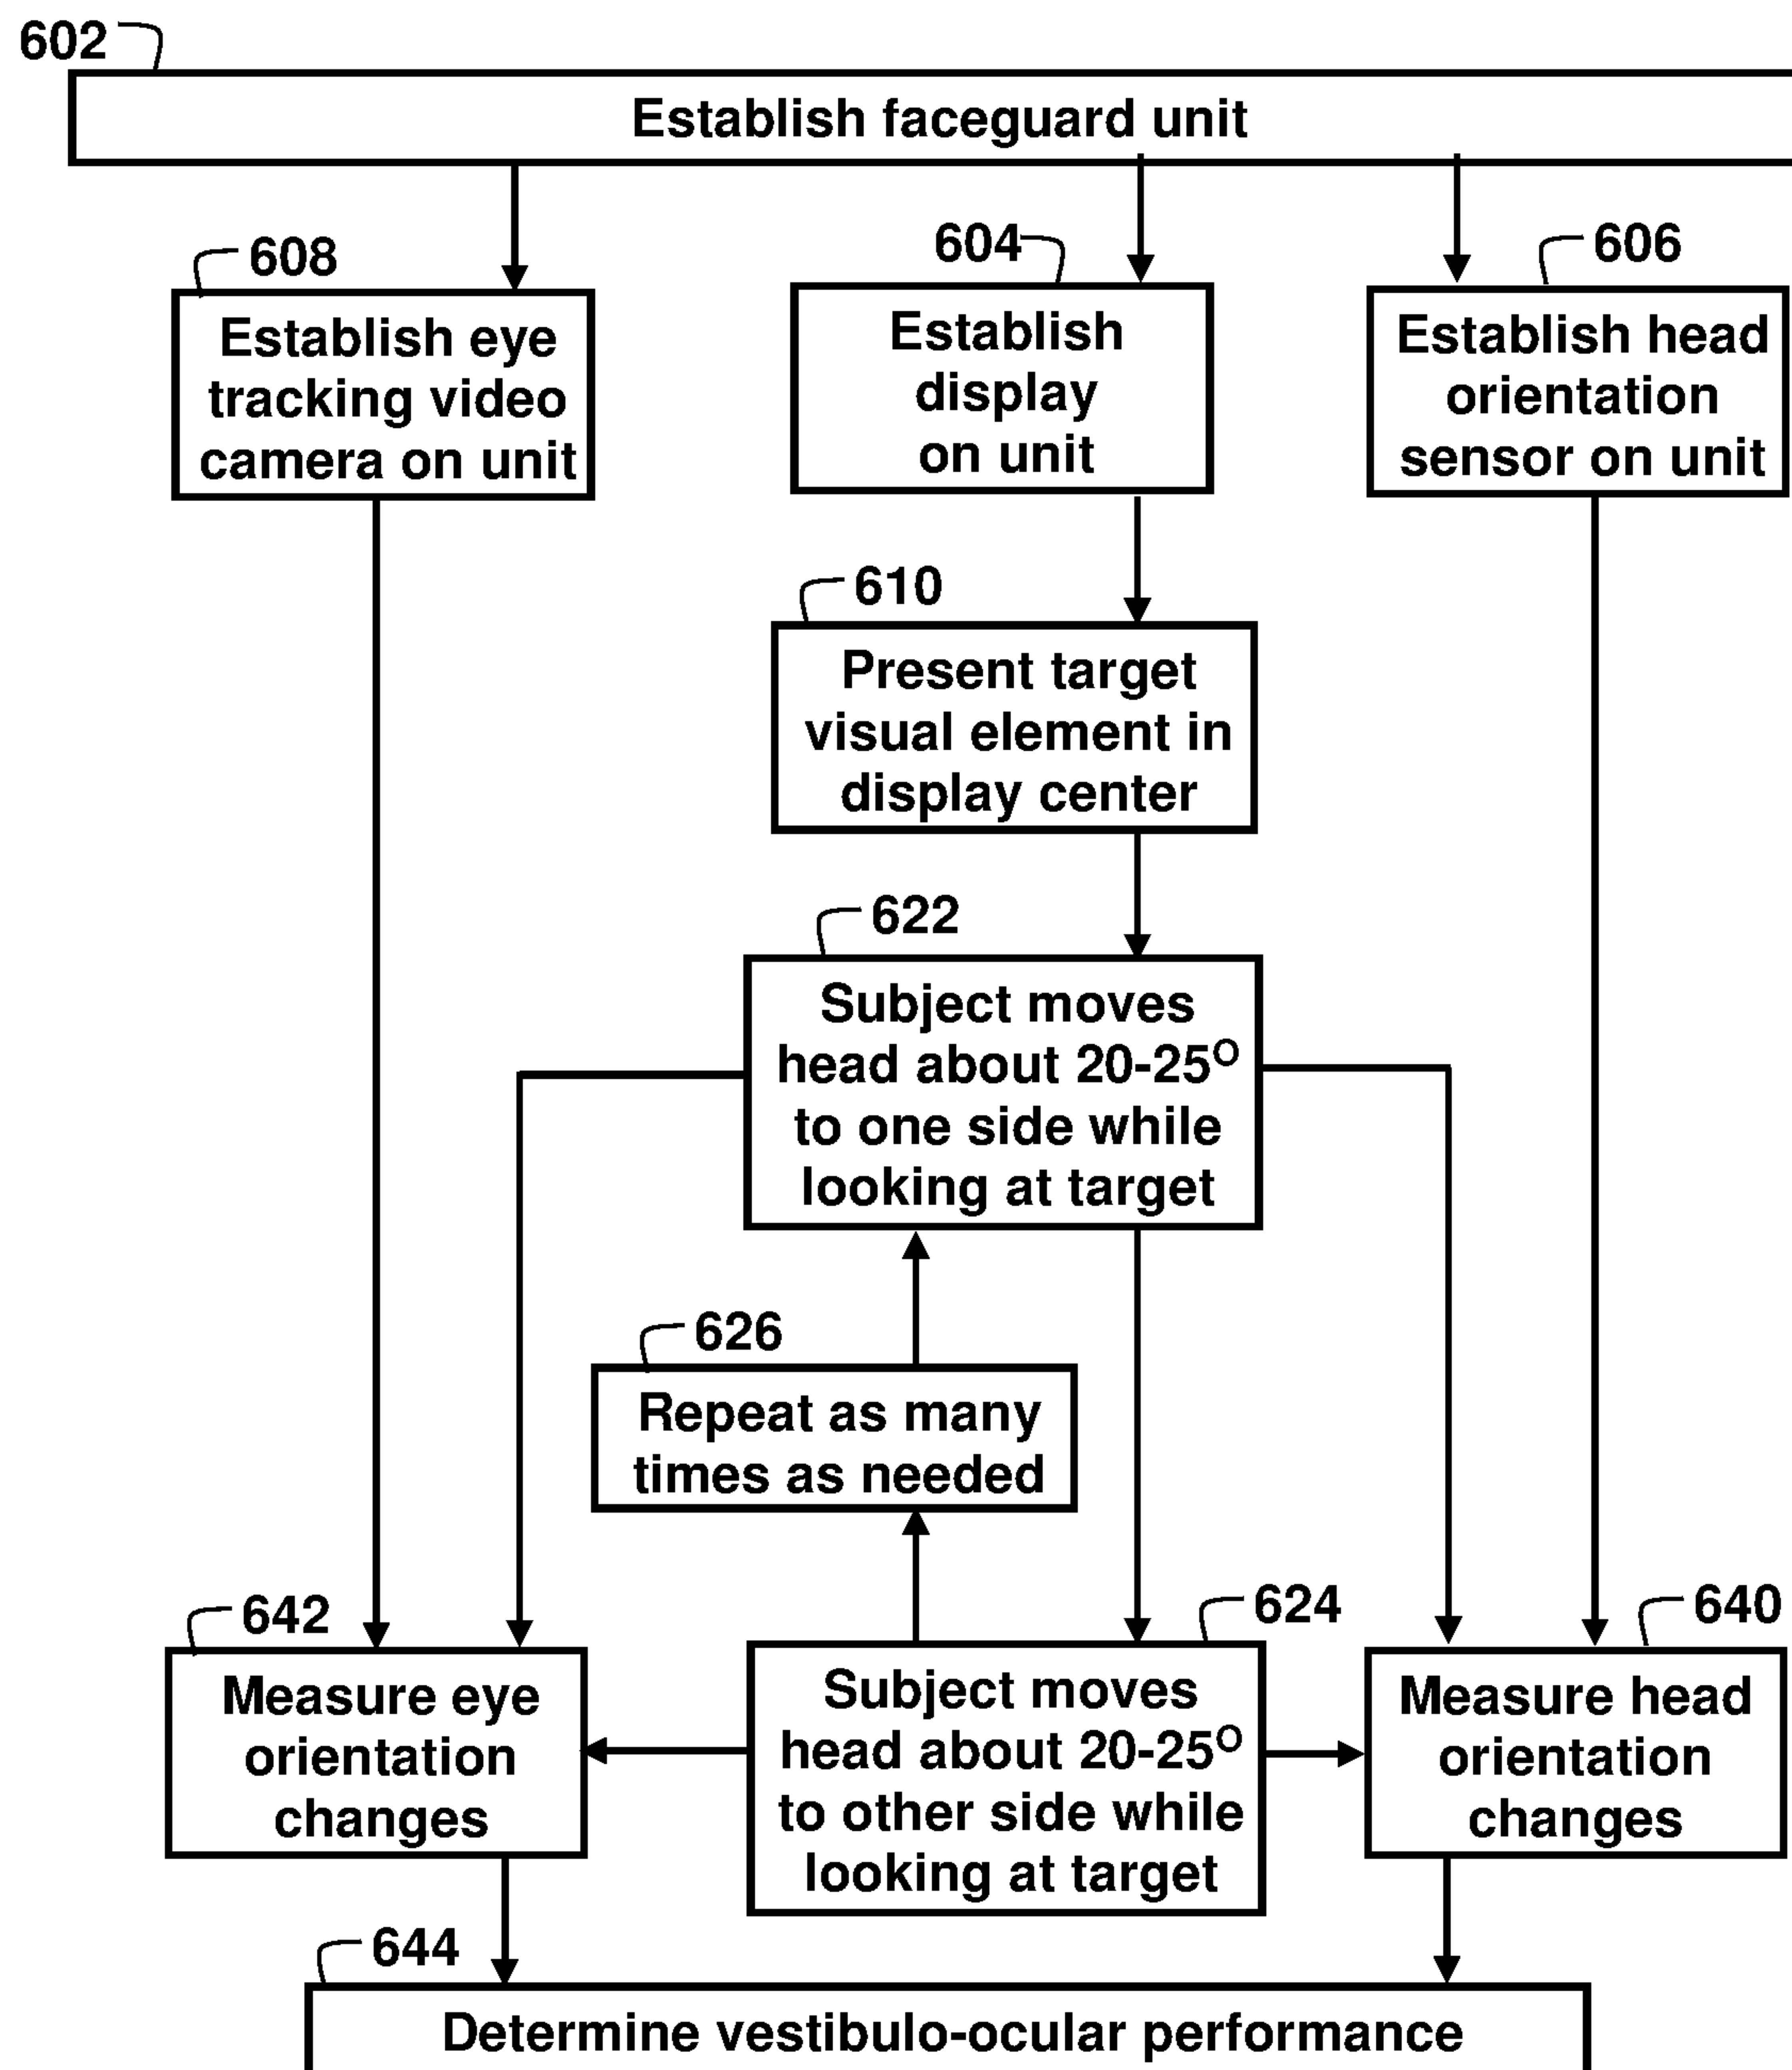 602
Establish faceguard unit
608
604
606
Establish eye
tracking video
camera on unit
Establish
display
on unit
Establish head
orientation
sensor on unit
610
Present target
visual element in
display center
622
Subject moves
head about 20-25O
to one side while
looking at target
626
Repeat as many
times as needed
642
624
640
Measure eye
orientation
changes
Subject moves
head about 20-25O
to other side while
looking at target
Measure head
orientation
changes
644
Determine vestibulo-ocular performance